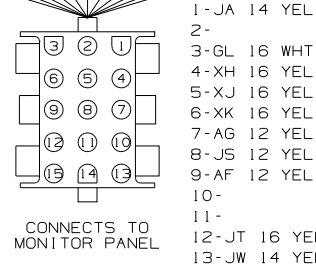 3 2 1
6 5 4
9 8 7
12 11 10
15 14 13
CONNECTS TO
MONITOR PANEL
1-JA 14 YEL
2-
3-GL 16 WHT
4-XH 16 YEL
5-XJ 16 YEL
6-XK 16 YEL
7-AG 12 YEL
8-JS 12 YEL
9-AF 12 YEL
10-
11-
12-JT 16 YEL
13-JW 14 YEL